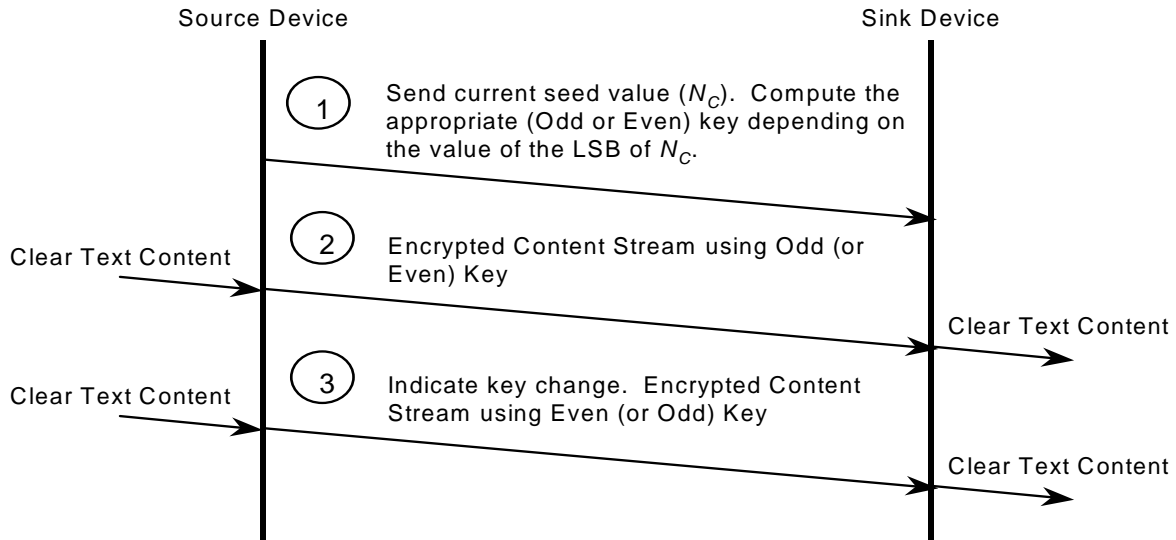 Source Device
Sink Device
1
Send current seed value (N_C). Compute the
appropriate (Odd or Even) key depending on
the value of the LSB of N_C.
2
Encrypted Content Stream using Odd (or
Even) Key
Clear Text Content
Clear Text Content
3
Indicate key change. Encrypted Content
Stream using Even (or Odd) Key
Clear Text Content
Clear Text Content